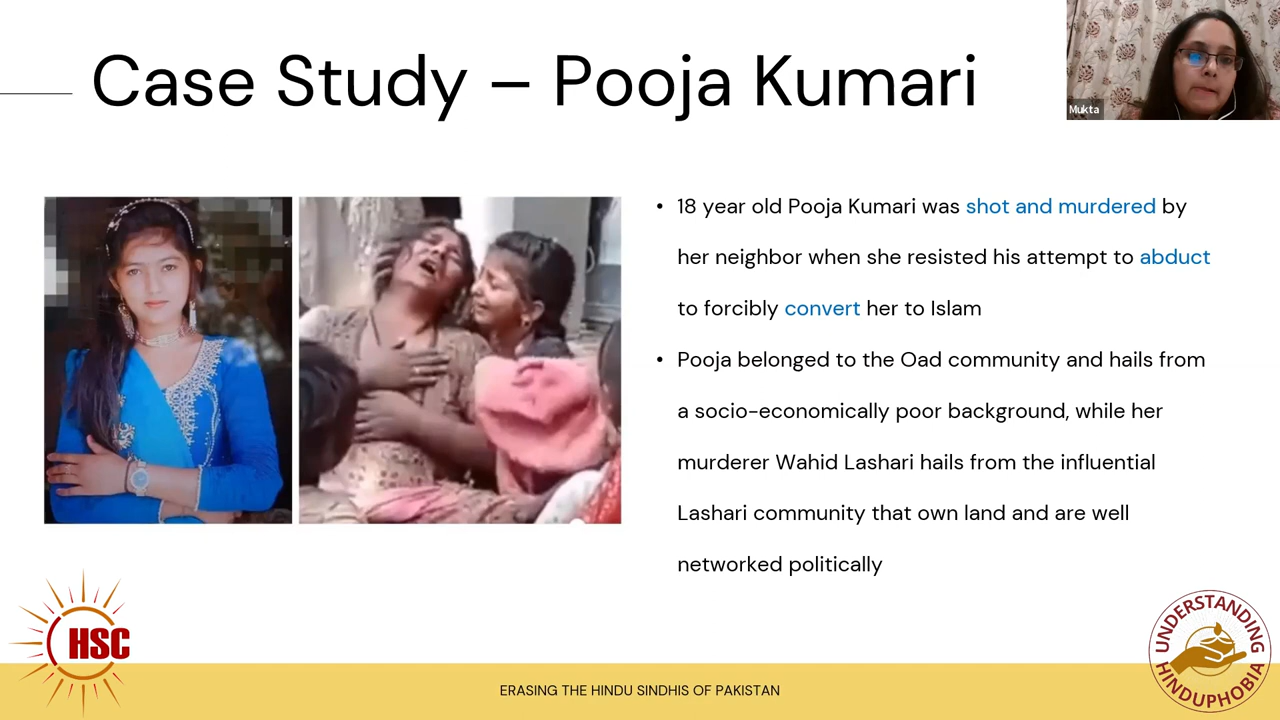 Case Study – Pooja Kumari
Mukta
• 18 year old Pooja Kumari was shot and murdered by
her neighbor when she resisted his attempt to abduct
to forcibly convert her to Islam
• Pooja belonged to the Oad community and hails from
a socio-economically poor background, while her
murderer Wahid Lashari hails from the influential
Lashari community that own land and are well
networked politically
HSC
UNDERSTANDING
HINDUPHOBIA
ERASING THE HINDU SINDHIS OF PAKISTAN